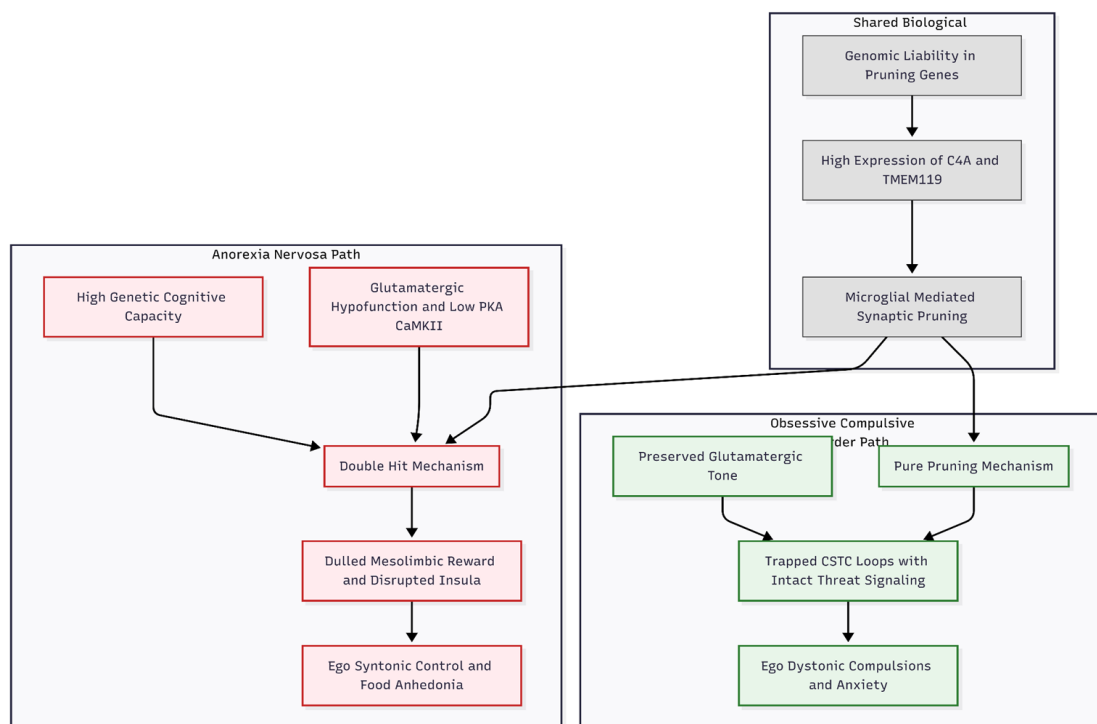 Shared Biological
Genomic Liability in
Pruning Genes
High Expression of C4A and
TMEM119
Microglial Mediated
Synaptic Pruning
Anorexia Nervosa Path
High Genetic Cognitive
Capacity
Glutamatergic
Hypofunction and Low PKA
CaMKII
Double Hit Mechanism
Dulled Mesolimbic Reward
and Disrupted Insula
Ego Syntonic Control and
Food Anhedonia
Obsessive Compulsive
Path
Preserved Glutamatergic
Tone
Pure Pruning Mechanism
Trapped CSTC Loops with
Intact Threat Signaling
Ego Dystonic Compulsions
and Anxiety